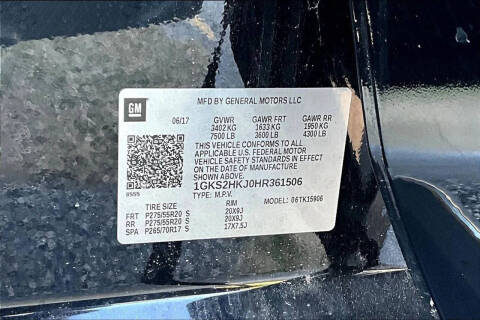 MFD BY GENERAL MOTORS LLC
GM
06/17 GVWR GAWR FRT GAWR RR
3402 KG 1633 KG 1950 KG
7500 LB 3600 LB 4300 LB
THIS VEHICLE CONFORMS TO ALL
APPLICABLE U.S. FEDERAL MOTOR
VEHICLE SAFETY STANDARDS IN EFFECT
ON THE DATE OF MANUFACTURE
SHOWN ABOVE.
1GKS2HKJ0HR361506
TYPE: M.P.V. MODEL: 06TK15906
TIRE SIZE RIM
FRT P275/55R20 S 20X9J
RR P275/55R20 S 20X9J
SPA P265/70R17 S 17X7.5J